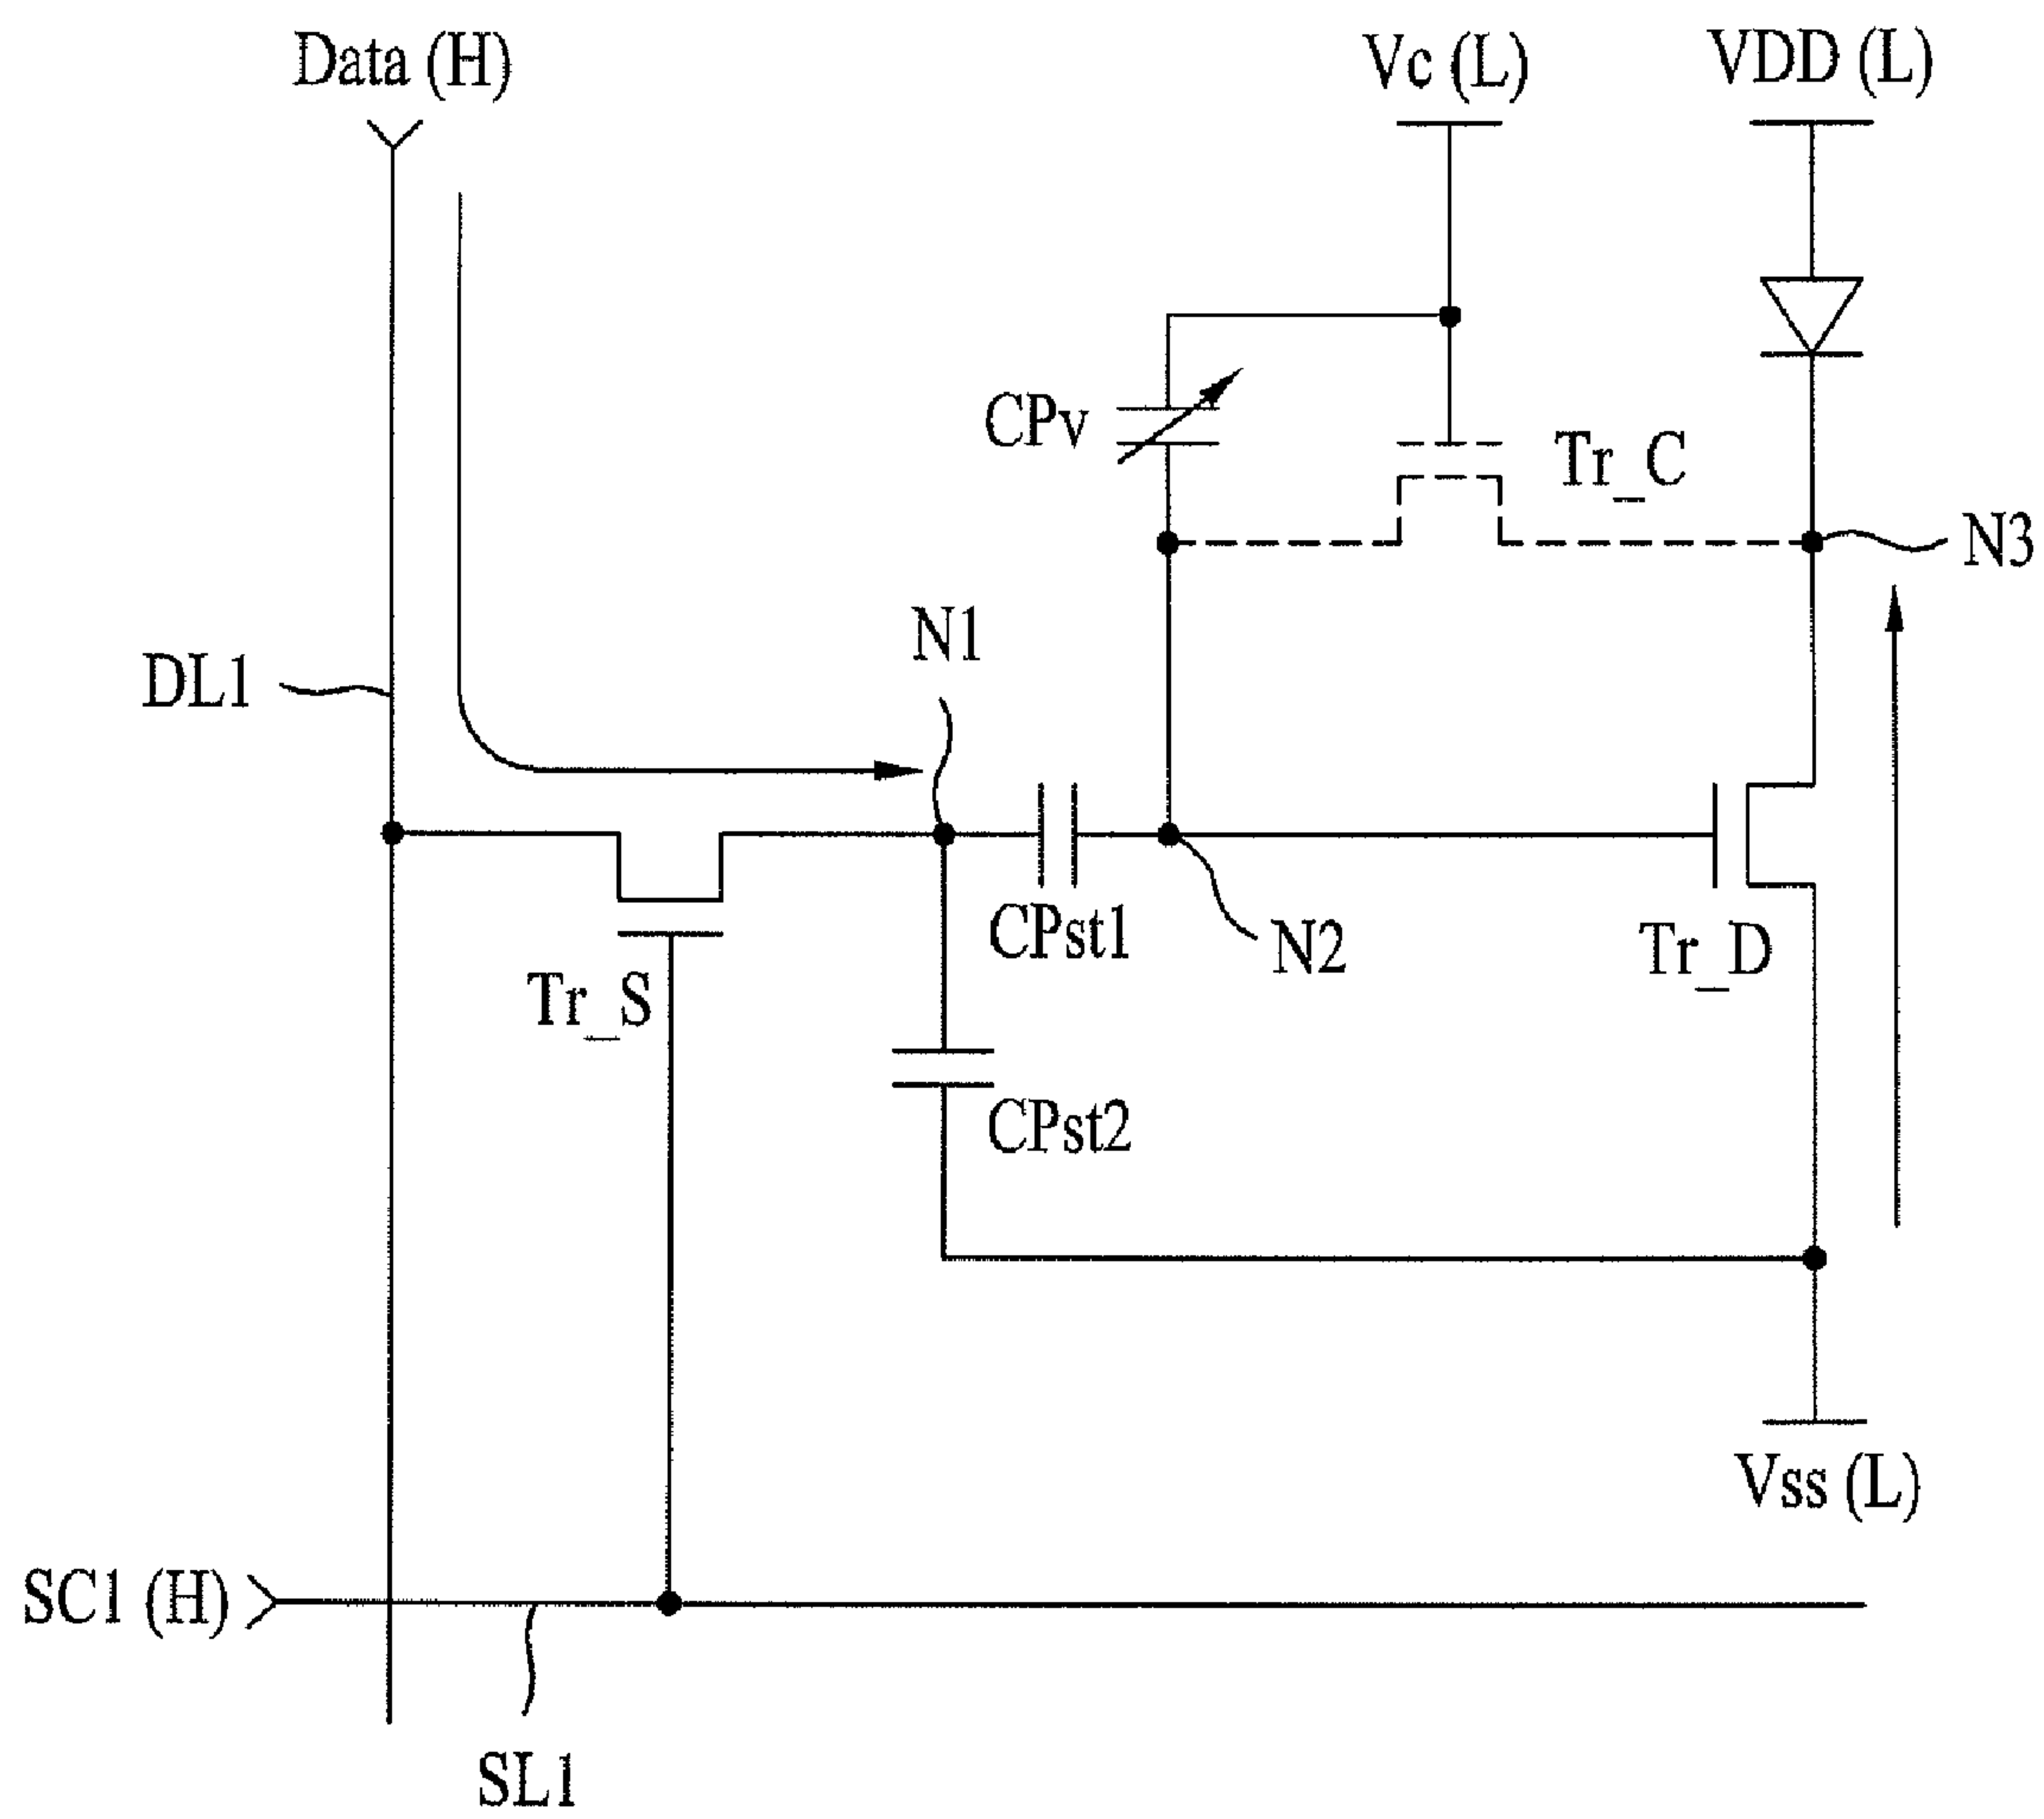 Data (H)
Vc (L)
VDD (L)
CPv
Tr_C
N3
N1
DL1
CPst1
N2
Tr_D
Tr_S
CPst2
Vss (L)
SC1 (H)
SL1